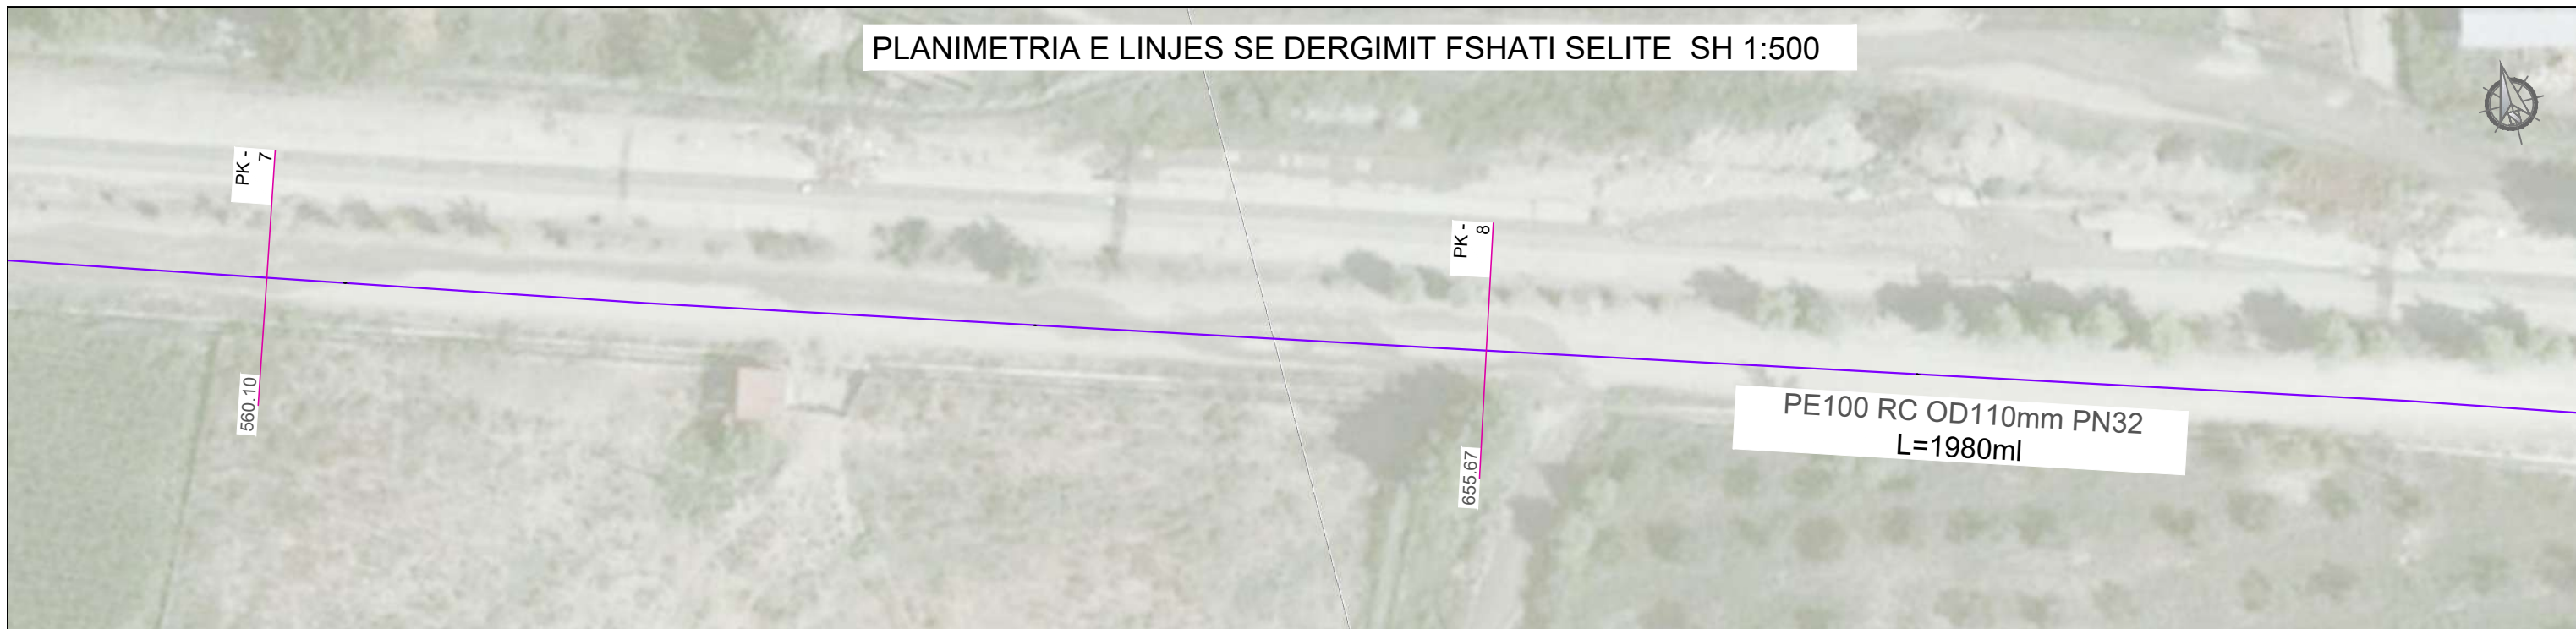 PLANIMETRIA E LINJES SE DERGIMIT FSHATI SELITE SH 1:500
PK -
7
560.10
PK -
8
655.67
PE100 RC OD110mm PN32
L=1980ml